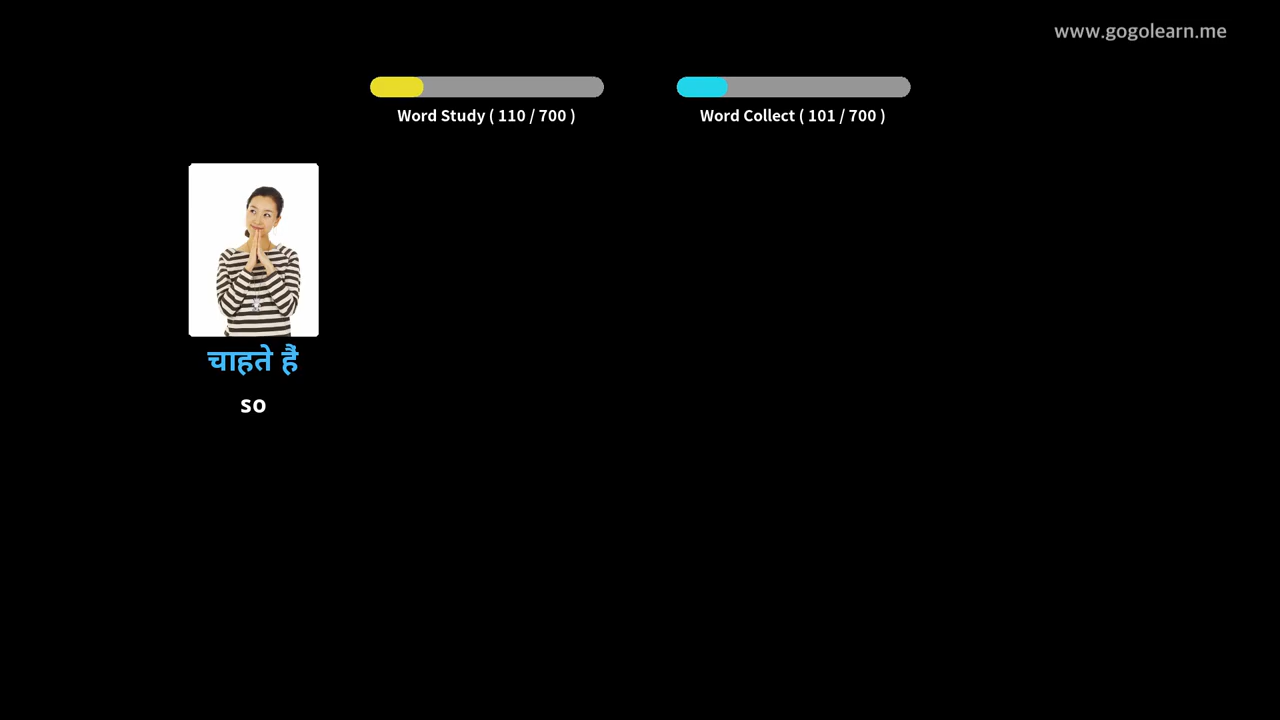 www.gogolearn.me
Word Study ( 110 / 700 )
Word Collect ( 101 / 700 )
चाहते हैं
so